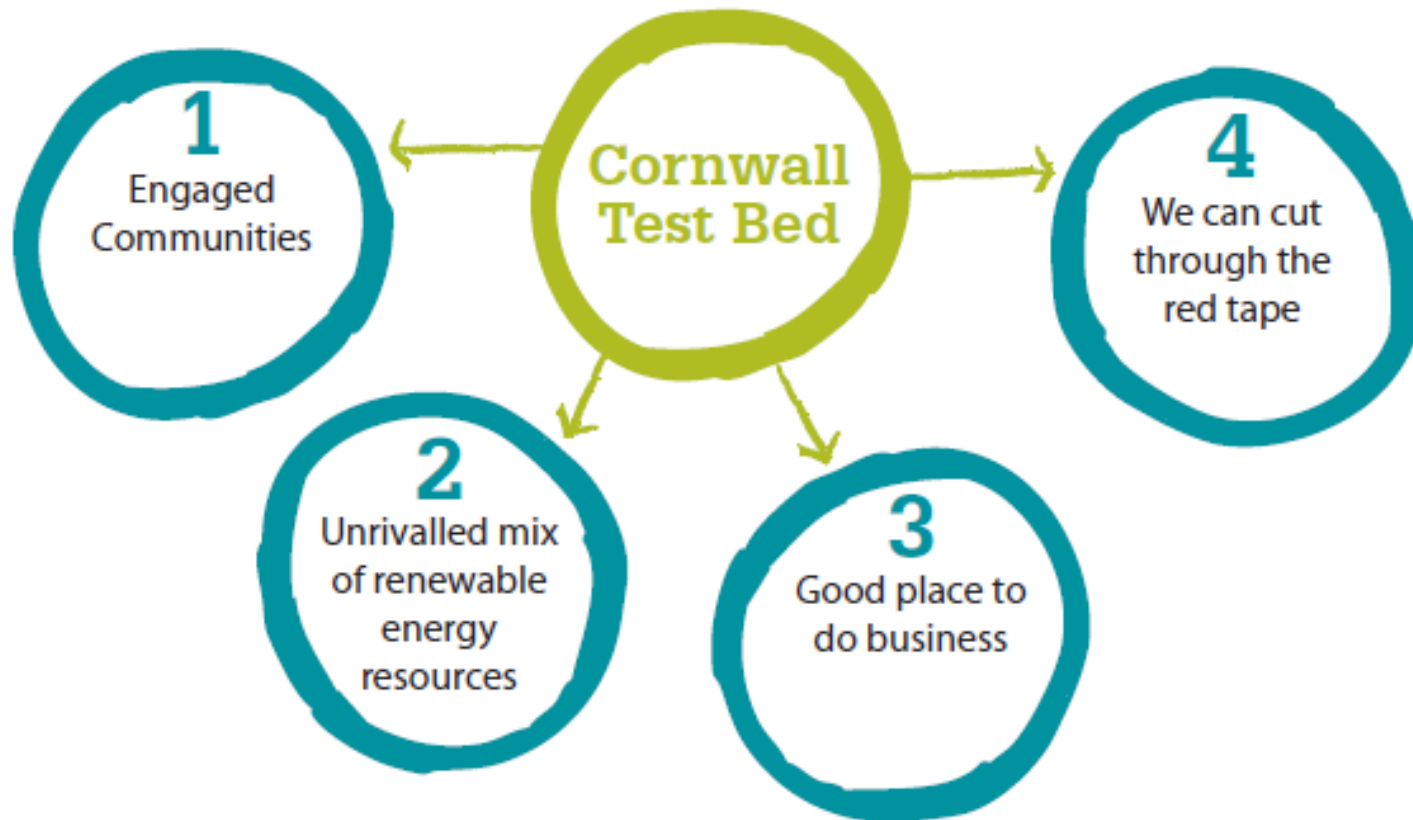 Cornwall
Test Bed
1
Engaged
Communities
2
Unrivalled mix
of renewable
energy
resources
3
Good place to
do business
4
We can cut
through the
red tape